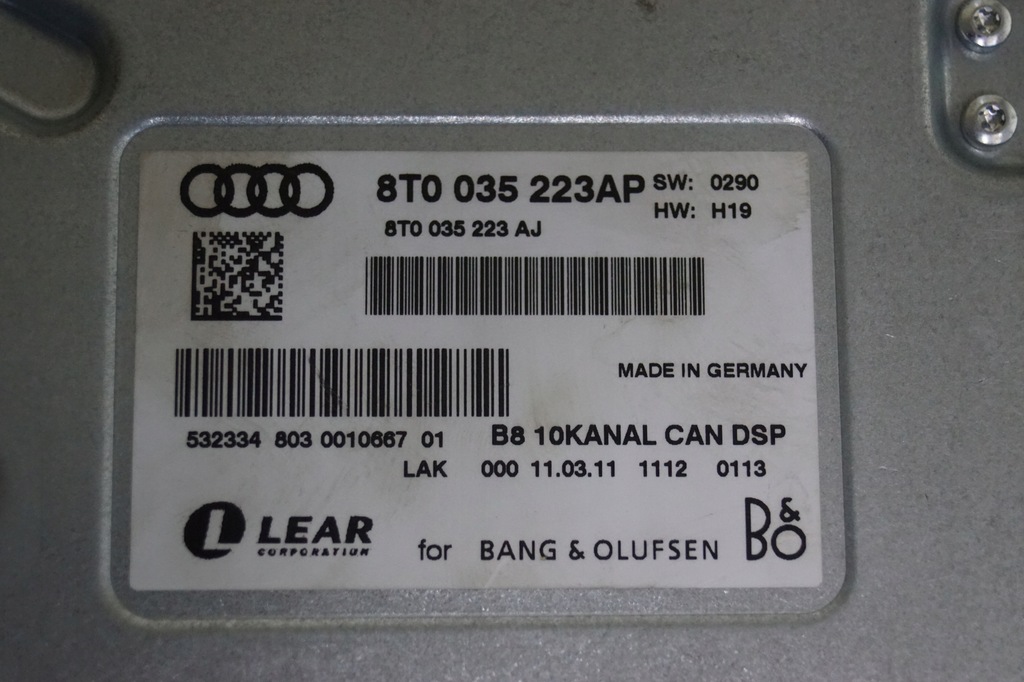 8T0 035 223AP SW: 0290
HW: H19
8T0 035 223 AJ
MADE IN GERMANY
532334 803 0010667 01
B8 10KANAL CAN DSP
LAK 000 11.03.11 1112 0113
L LEAR
CORPORATION
for BANG & OLUFSEN B&O